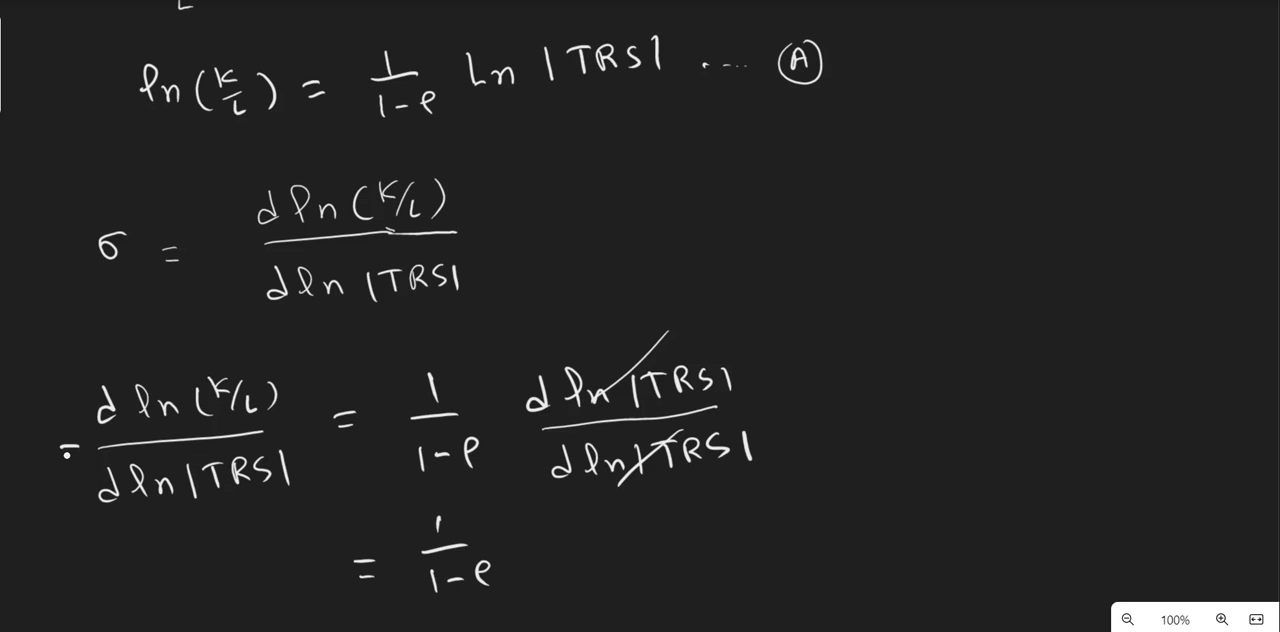 ln(K/L) = 1/(1-ρ) Ln |TRS| ..... (A)
σ = d ln(K/L) / d ln |TRS|
= d ln(K/L) / d ln|TRS| = 1/(1-ρ) d ln|TRS| / d ln|TRS|
= 1/(1-ρ)
100%